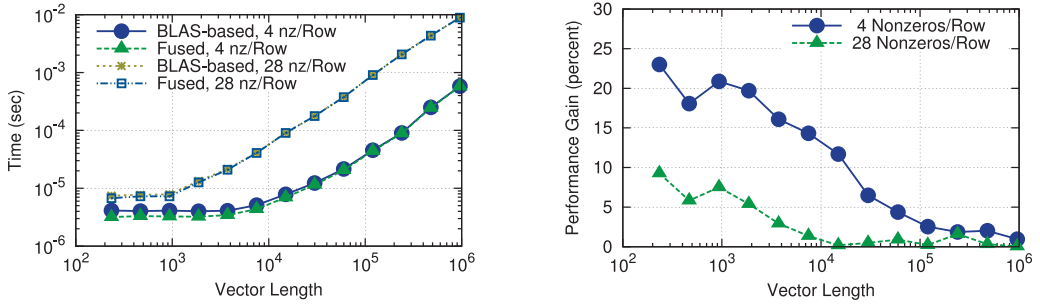 10^-2
10^-3
10^-4
10^-5
10^-6
Time (sec)
BLAS-based, 4 nz/Row
Fused, 4 nz/Row
BLAS-based, 28 nz/Row
Fused, 28 nz/Row
10^2 10^3 10^4 10^5 10^6
Vector Length
30
25
20
15
10
5
0
Performance Gain (percent)
4 Nonzeros/Row
28 Nonzeros/Row
10^2 10^3 10^4 10^5 10^6
Vector Length